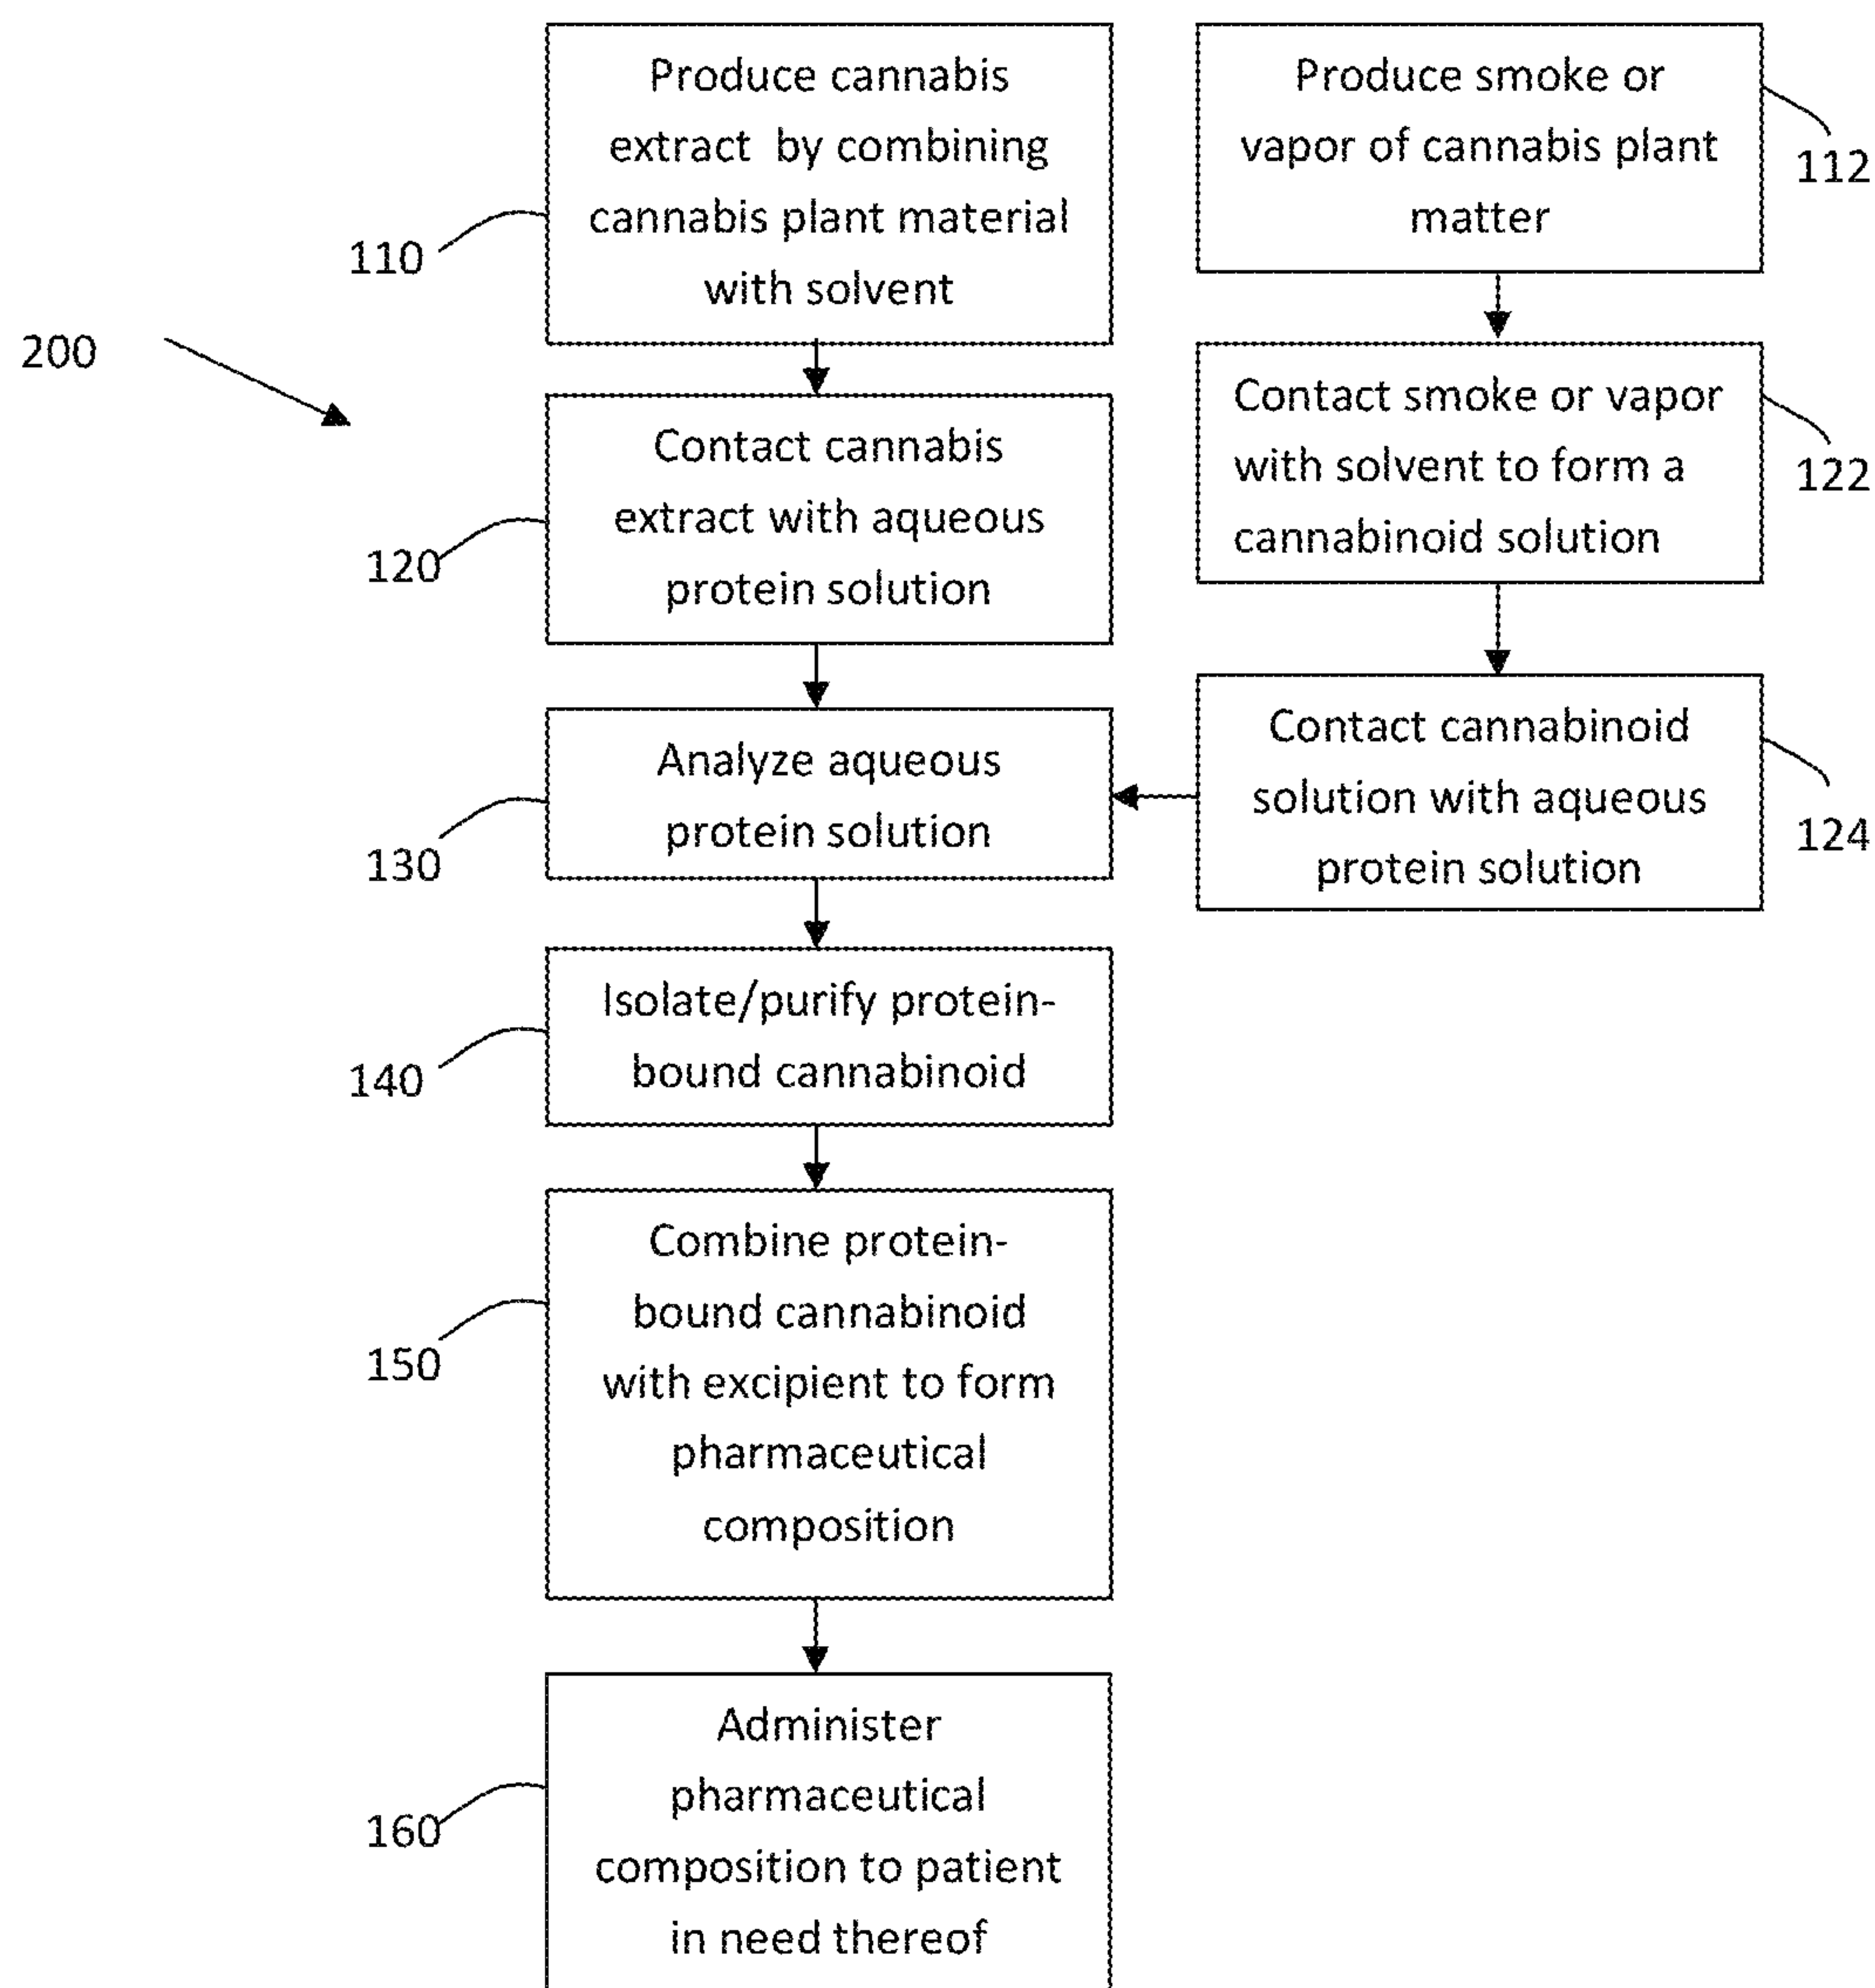 Produce cannabis
extract by combining
cannabis plant material
with solvent
110
Produce smoke or
vapor of cannabis plant
matter
112
200
Contact cannabis
extract with aqueous
protein solution
120
Contact smoke or vapor
with solvent to form a
cannabinoid solution
122
Analyze aqueous
protein solution
130
Contact cannabinoid
solution with aqueous
protein solution
124
Isolate/purify protein-
bound cannabinoid
140
Combine protein-
bound cannabinoid
with excipient to form
pharmaceutical
composition
150
Administer
pharmaceutical
composition to patient
in need thereof
160